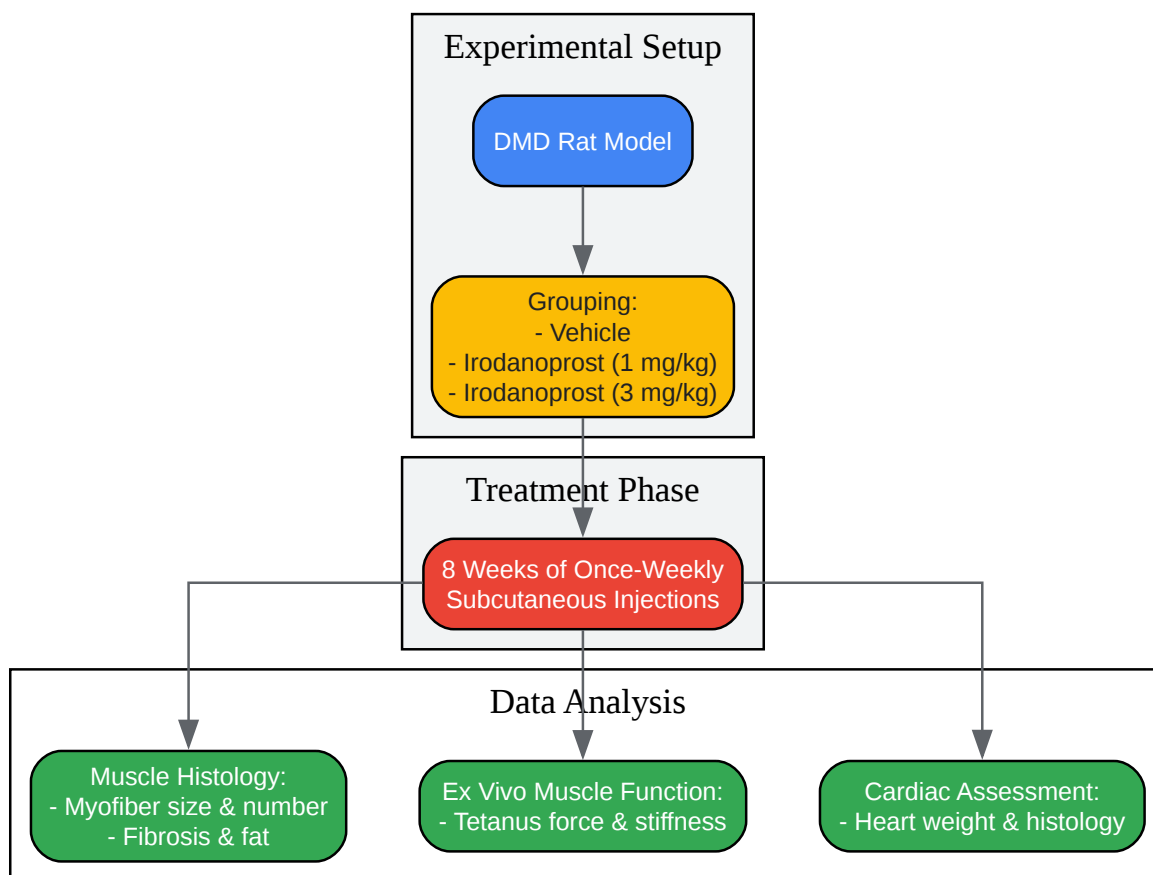 Experimental Setup
DMD Rat Model
Grouping:
- Vehicle
- Irodanoprost (1 mg/kg)
- Irodanoprost (3 mg/kg)
Treatment Phase
8 Weeks of Once-Weekly
Subcutaneous Injections
Data Analysis
Muscle Histology:
- Myofiber size & number
- Fibrosis & fat
Ex Vivo Muscle Function:
- Tetanus force & stiffness
Cardiac Assessment:
- Heart weight & histology